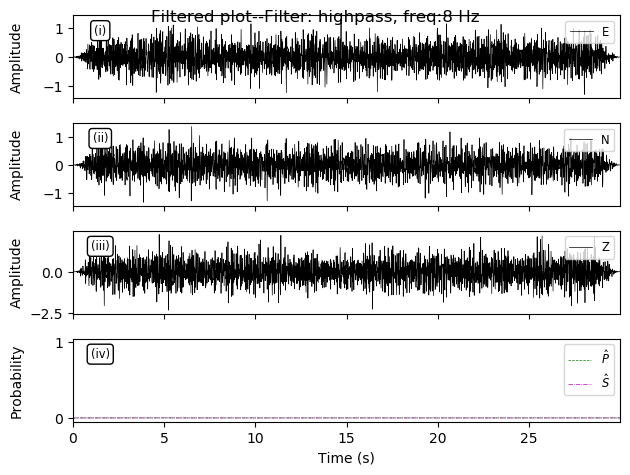 Filtered plot--Filter: highpass, freq:8 Hz
(i)
E
1
0
−1
Amplitude
(ii)
N
1
0
−1
Amplitude
(iii)
Z
0.0
−2.5
Amplitude
(iv)
P̂
Ŝ
1
0
Probability
0 5 10 15 20 25
Time (s)